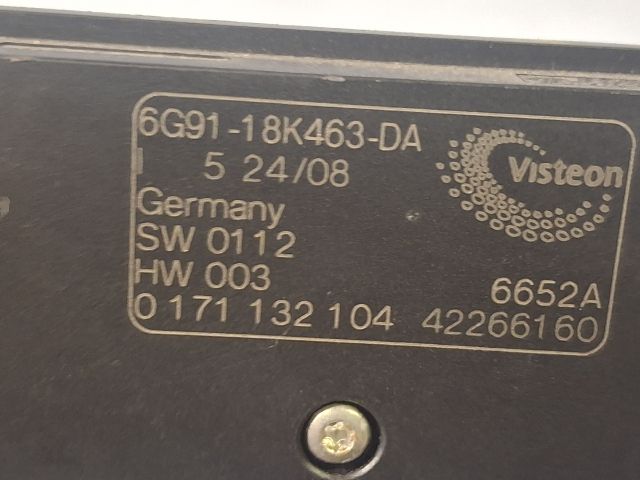 6G91-18K463-DA
I 5 24/08
Visteon
Germany
SW 0112
HW 003
6652A
0 171 132 104 42266160